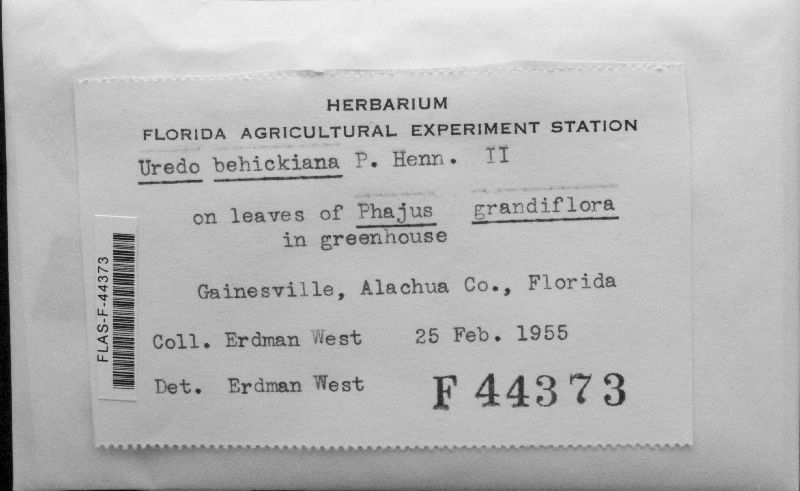 HERBARIUM
FLORIDA AGRICULTURAL EXPERIMENT STATION
Uredo behickiana P. Henn. II
on leaves of Phajus grandiflora
in greenhouse
Gainesville, Alachua Co., Florida
Coll. Erdman West 25 Feb. 1955
Det. Erdman West F 44373
FLAS-F-44373